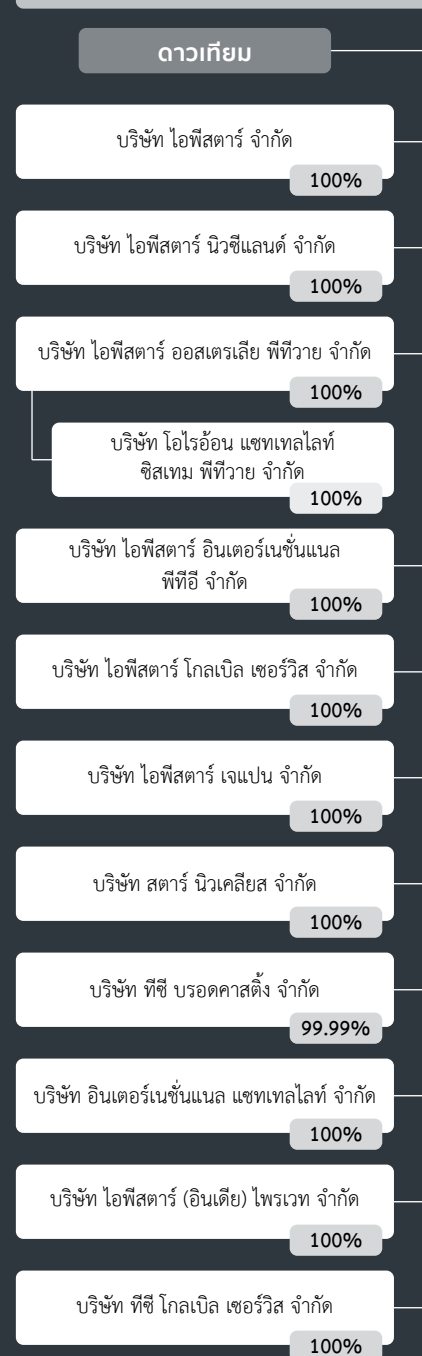 ดาวเทียม
บริษัท ไอพีสตาร์ จำกัด
100%
บริษัท ไอพีสตาร์ นิวซีแลนด์ จำกัด
100%
บริษัท ไอพีสตาร์ ออสเตรเลีย พีทีวาย จำกัด
100%
บริษัท โอไรอ้อน แซทเทลไลท์
ซิสเทม พีทีวาย จำกัด
100%
บริษัท ไอพีสตาร์ อินเตอร์เนชั่นแนล
พีทีอี จำกัด
100%
บริษัท ไอพีสตาร์ โกลเบิล เซอร์วิส จำกัด
100%
บริษัท ไอพีสตาร์ เจแปน จำกัด
100%
บริษัท สตาร์ นิวเคลียส จำกัด
100%
บริษัท ทีซี บรอดคาสติ้ง จำกัด
99.99%
บริษัท อินเตอร์เนชั่นแนล แซทเทลไลท์ จำกัด
100%
บริษัท ไอพีสตาร์ (อินเดีย) ไพรเวท จำกัด
100%
บริษัท ทีซี โกลเบิล เซอร์วิส จำกัด
100%